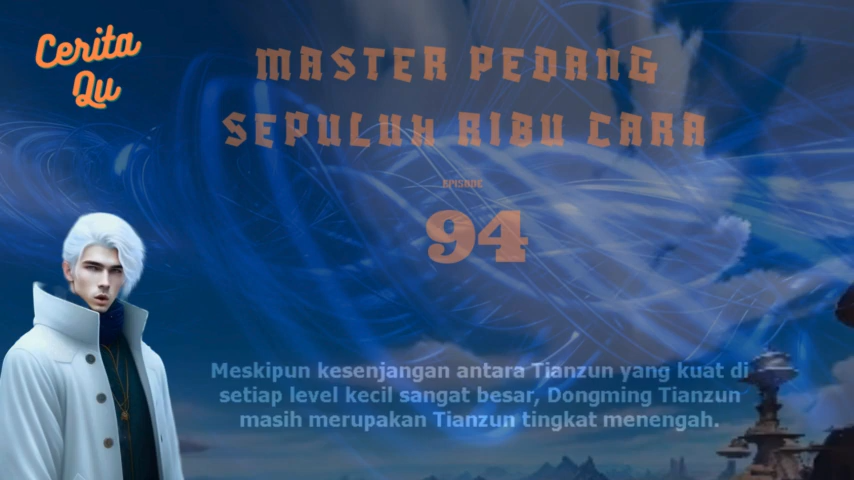 Cerita
Qu
MASTER PEDANG
SEPULUH RIBU CARA
EPISODE
94
Meskipun kesenjangan antara Tianzun yang kuat di
setiap level kecil sangat besar, Dongming Tianzun
masih merupakan Tianzun tingkat menengah.